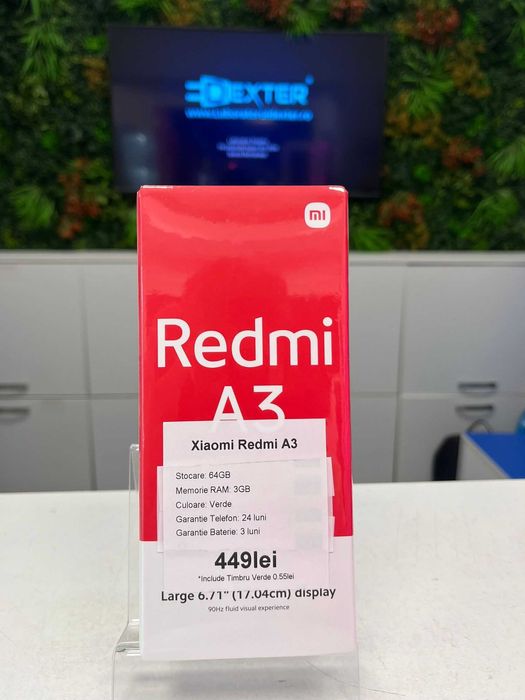 DEXTER
mi
Redmi
A3
Xiaomi Redmi A3
Stocare: 64GB
Memorie RAM: 3GB
Culoare: Verde
Garantie Telefon: 24 luni
Garantie Baterie: 3 luni
449lei
*Include Timbru Verde 0.55lei
Large 6.71" (17.04cm) display
90Hz fluid visual experience